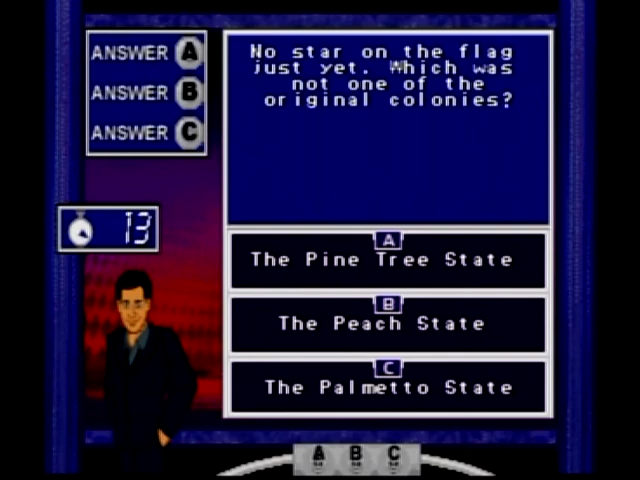 ANSWER A
ANSWER B
ANSWER C
No star on the flag
just yet. Which was
not one of the
original colonies?
13
A
The Pine Tree State
B
The Peach State
C
The Palmetto State
A B C